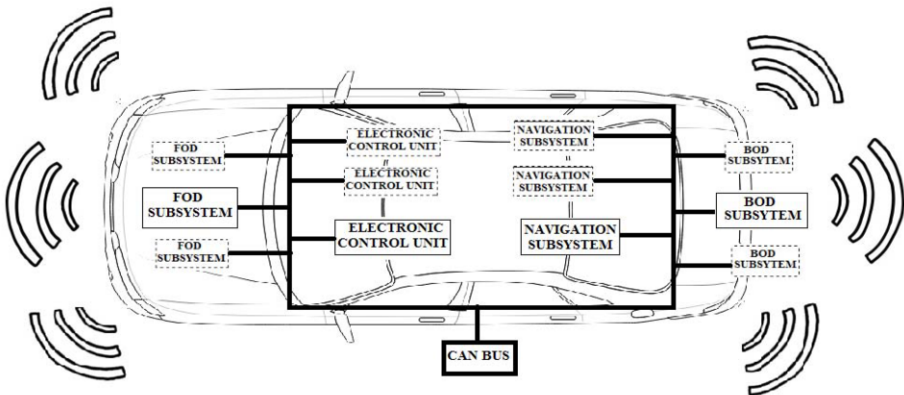 FOD
SUBSYSTEM
FOD
SUBSYSTEM
FOD
SUBSYSTEM
ELECTRONIC
CONTROL UNIT
ELECTRONIC
CONTROL UNIT
ELECTRONIC
CONTROL UNIT
NAVIGATION
SUBSYSTEM
NAVIGATION
SUBSYSTEM
NAVIGATION
SUBSYSTEM
BOD
SUBSYTEM
BOD
SUBSYTEM
BOD
SUBSYTEM
CAN BUS